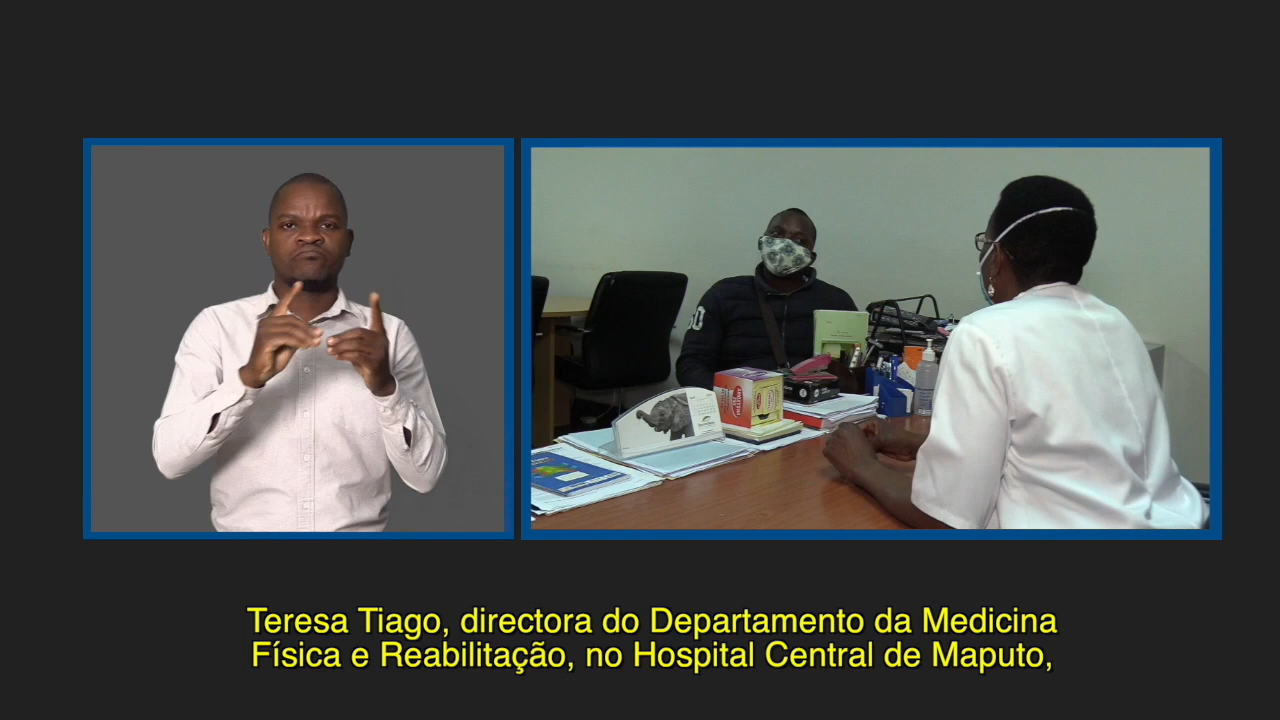 Teresa Tiago, directora do Departamento da Medicina
Física e Reabilitação, no Hospital Central de Maputo,